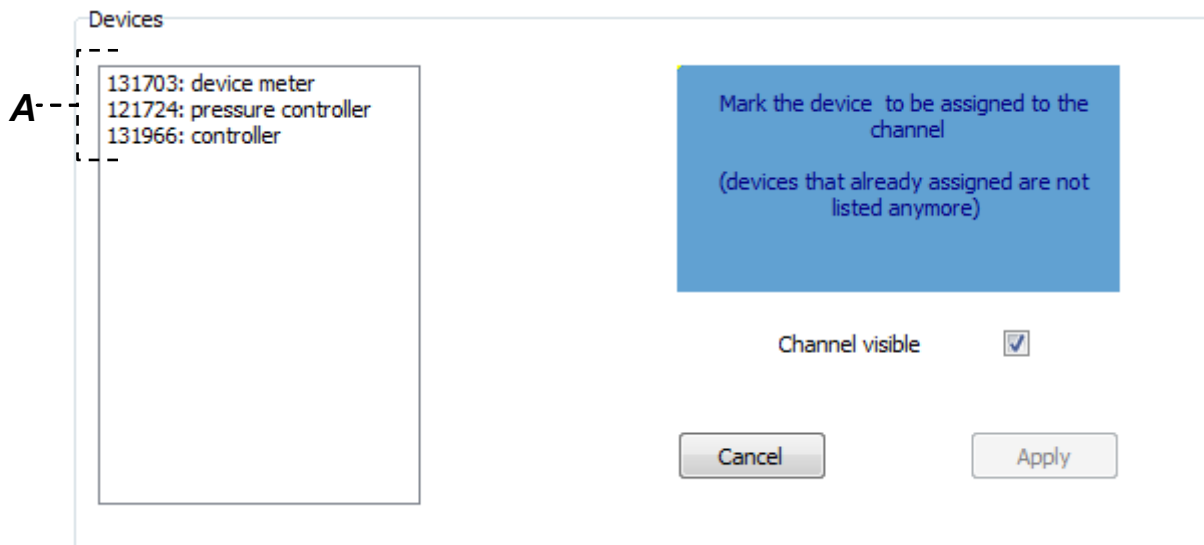 Devices
A
131703: device meter
121724: pressure controller
131966: controller
Mark the device to be assigned to the
channel
(devices that already assigned are not
listed anymore)
Channel visible
Cancel
Apply